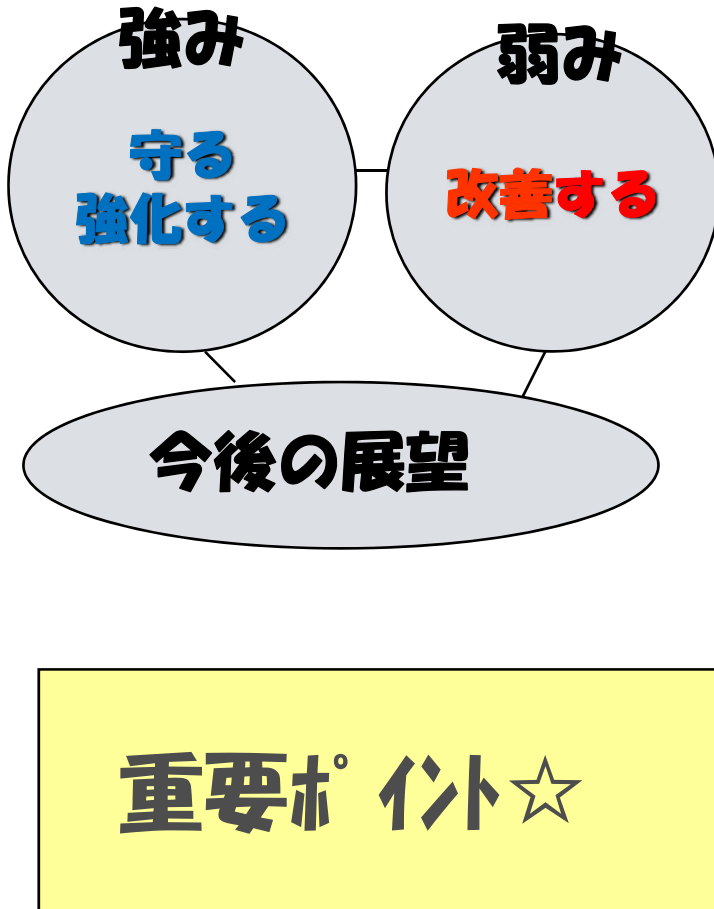 強み
守る
強化する
弱み
改善する
今後の展望
重要ﾎﾟｲﾝﾄ☆